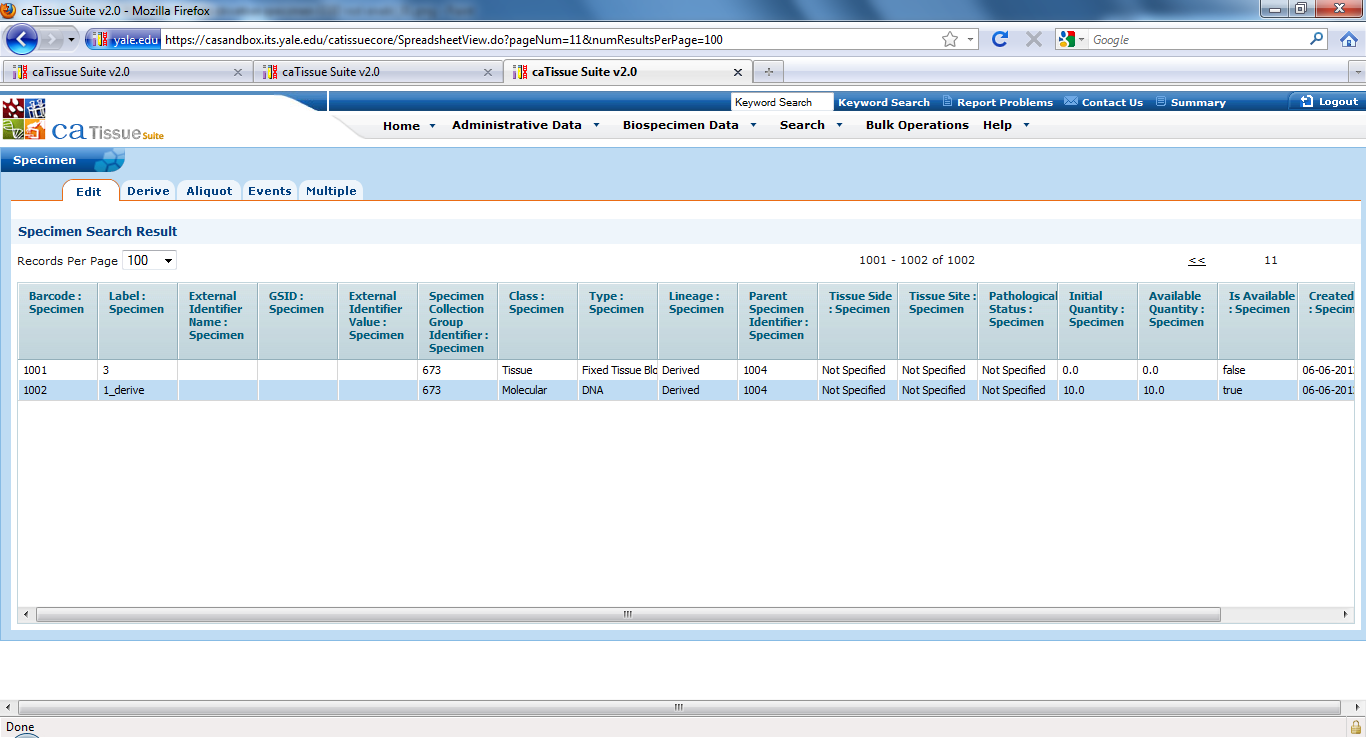 caTissue Suite v2.0 - Mozilla Firefox
yale.edu https://casandbox.its.yale.edu/catissuecore/SpreadsheetView.do?pageNum=11&numResultsPerPage=100 Google
caTissue Suite v2.0 caTissue Suite v2.0 caTissue Suite v2.0
Keyword Search Keyword Search Report Problems Contact Us Summary Logout
ca Tissue Suite
Home Administrative Data Biospecimen Data Search Bulk Operations Help
Specimen
Edit Derive Aliquot Events Multiple
Specimen Search Result
Records Per Page 100 1001 - 1002 of 1002 << 11
Barcode : Label : External GSID : External Specimen Class : Type : Lineage : Parent Tissue Side Tissue Site : Pathological Initial Available Is Available Created
Specimen Specimen Identifier Specimen Identifier Collection Specimen Specimen Specimen Specimen : Specimen Specimen Status : Quantity : Quantity : : Specimen : Specim
Name : Value : Group Identifier : Specimen Specimen Specimen
Specimen Specimen Identifier : Specimen
Specimen
1001 3 673 Tissue Fixed Tissue Blo Derived 1004 Not Specified Not Specified Not Specified 0.0 0.0 false 06-06-201
1002 1_derive 673 Molecular DNA Derived 1004 Not Specified Not Specified Not Specified 10.0 10.0 true 06-06-201
Done